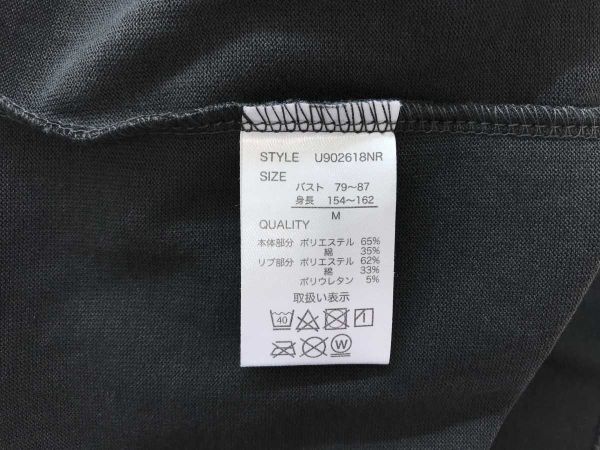 STYLE U902618NR
SIZE
バスト 79〜87
身長 154〜162
M
QUALITY
本体部分 ポリエステル 65%
綿 35%
リブ部分 ポリエステル 62%
綿 33%
ポリウレタン 5%
取扱い表示
40
W